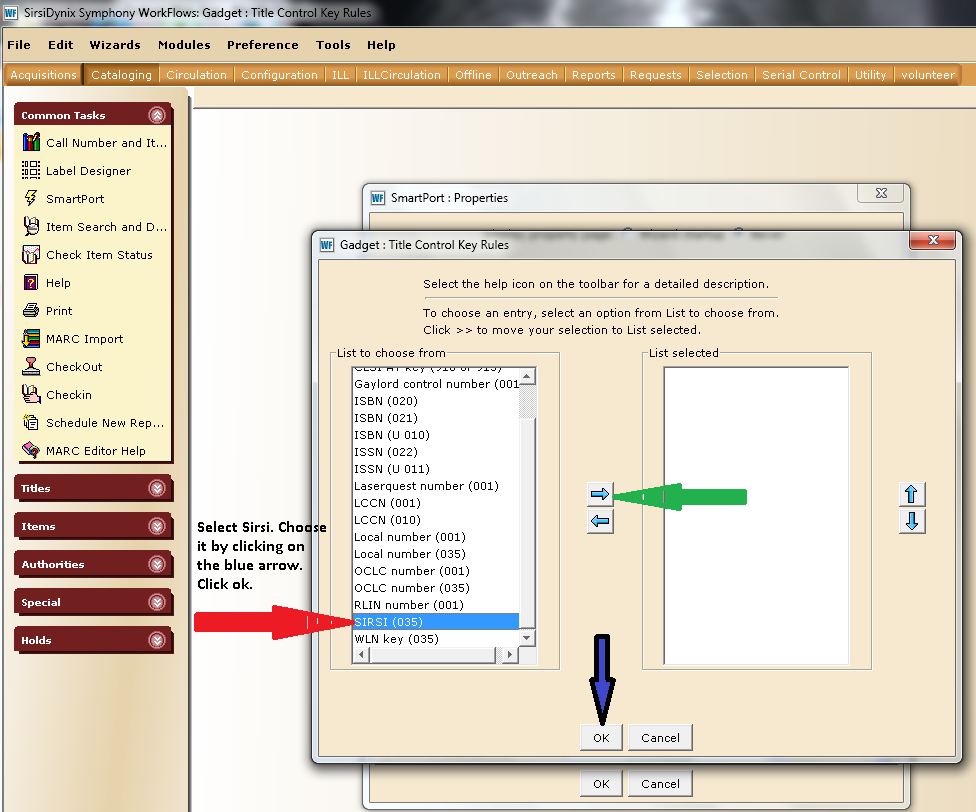 WF SirsiDynix Symphony WorkFlows: Gadget : Title Control Key Rules
File Edit Wizards Modules Preference Tools Help
Acquisitions Cataloging Circulation Configuration ILL ILLCirculation Offline Outreach Reports Requests Selection Serial Control Utility volunteer
Common Tasks
Call Number and It...
Label Designer
SmartPort
Item Search and D...
Check Item Status
Help
Print
MARC Import
CheckOut
Checkin
Schedule New Rep...
MARC Editor Help
Titles
Items
Authorities
Special
Holds
Select Sirsi. Choose
it by clicking on
the blue arrow.
Click ok.
WF SmartPort : Properties
WF Gadget : Title Control Key Rules
Select the help icon on the toolbar for a detailed description.
To choose an entry, select an option from List to choose from.
Click >> to move your selection to List selected.
List to choose from
Gaylord control number (001
ISBN (020)
ISBN (021)
ISBN (U 010)
ISSN (022)
ISSN (U 011)
Laserquest number (001)
LCCN (001)
LCCN (010)
Local number (001)
Local number (035)
OCLC number (001)
OCLC number (035)
RLIN number (001)
SIRSI (035)
WLN key (035)
List selected
OK Cancel
OK Cancel